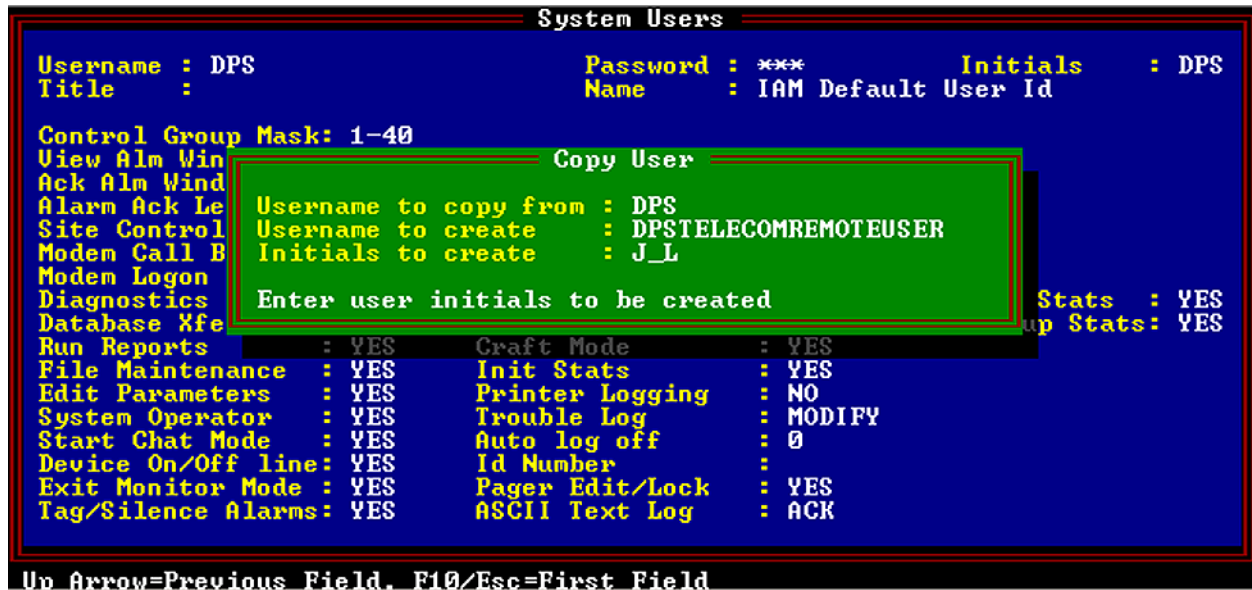 System Users
Username : DPS Password : *** Initials : DPS
Title : Name : IAM Default User Id
Control Group Mask: 1-40
View Alm Win
Copy User
Ack Alm Wind
Alarm Ack Le Username to copy from : DPS
Site Control Username to create : DPSTELECOMREMOTEUSER
Modem Call B Initials to create : J_L
Modem Logon
Diagnostics Enter user initials to be created Stats : YES
Database Xfe up Stats: YES
Run Reports : YES Craft Mode : YES
File Maintenance : YES Init Stats : YES
Edit Parameters : YES Printer Logging : NO
System Operator : YES Trouble Log : MODIFY
Start Chat Mode : YES Auto log off : 0
Device On/Off line: YES Id Number :
Exit Monitor Mode : YES Pager Edit/Lock : YES
Tag/Silence Alarms: YES ASCII Text Log : ACK
Up Arrow=Previous Field, F10/Esc=First Field